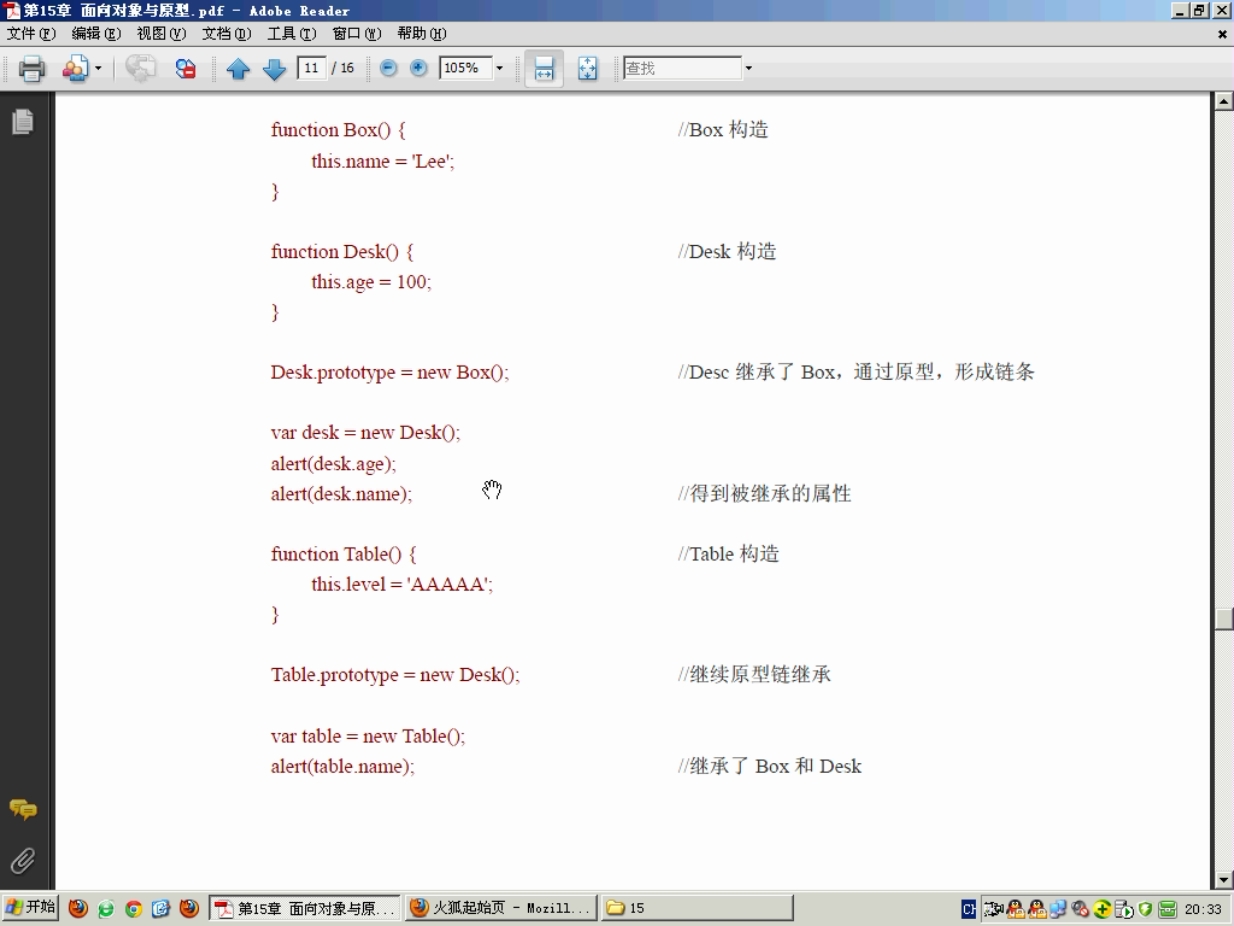 第15章 面向对象与原型.pdf - Adobe Reader
文件(F) 编辑(E) 视图(V) 文档(D) 工具(T) 窗口(W) 帮助(H)
11 / 16 105% 查找
function Box() { //Box 构造
this.name = 'Lee';
}
function Desk() { //Desk 构造
this.age = 100;
}
Desk.prototype = new Box(); //Desc 继承了 Box，通过原型，形成链条
var desk = new Desk();
alert(desk.age);
alert(desk.name); //得到被继承的属性
function Table() { //Table 构造
this.level = 'AAAAA';
}
Table.prototype = new Desk(); //继续原型链继承
var table = new Table();
alert(table.name); //继承了 Box 和 Desk
开始 第15章 面向对象与原... 火狐起始页 - Mozill... 15 CH 20:33